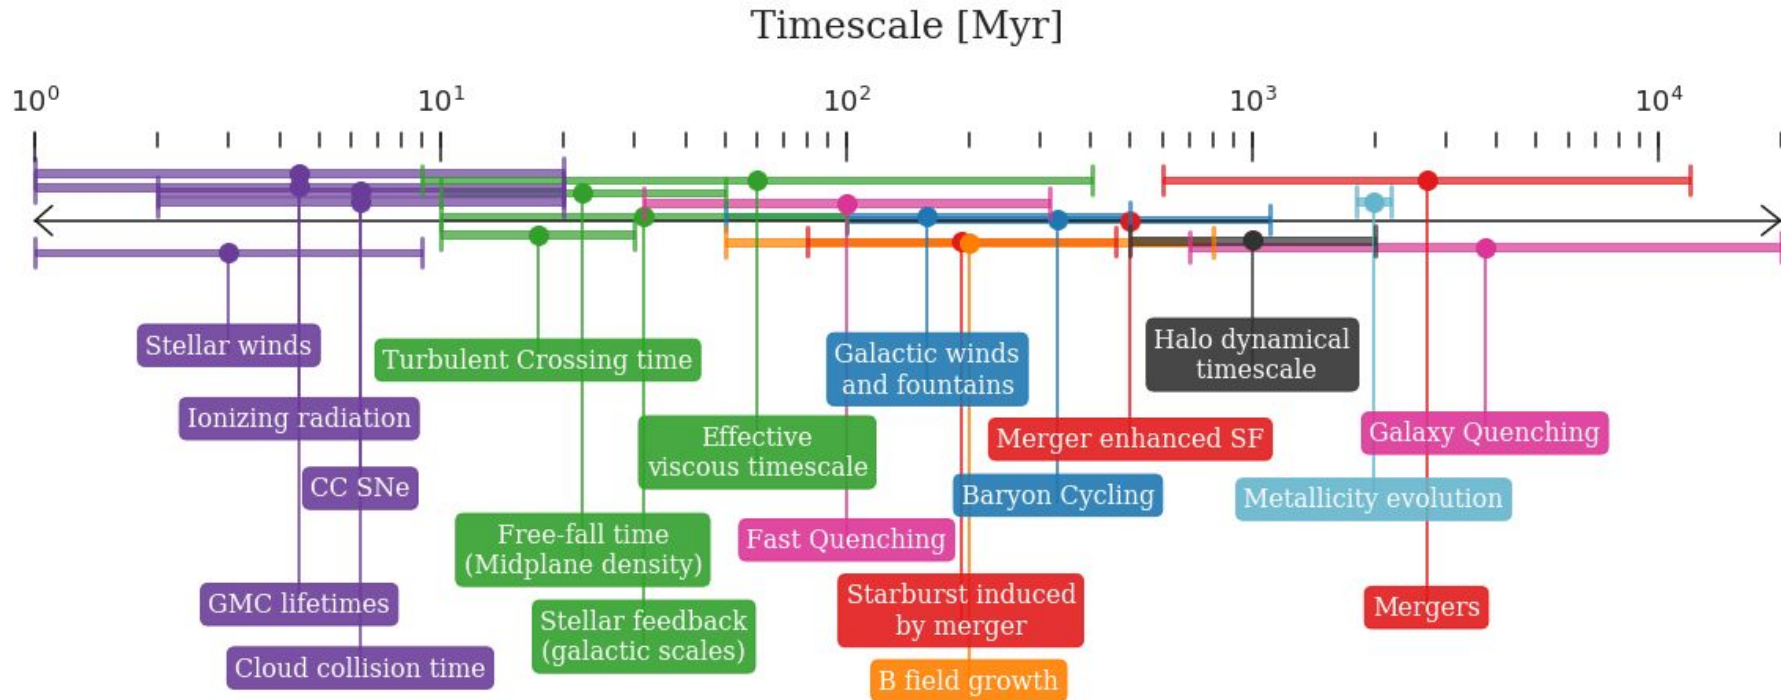 Timescale [Myr]
10⁰ 10¹ 10² 10³ 10⁴
Stellar winds
Turbulent Crossing time
Galactic winds
and fountains
Halo dynamical
timescale
Ionizing radiation
Effective
viscous timescale
Merger enhanced SF
Galaxy Quenching
CC SNe
Baryon Cycling
Metallicity evolution
Free-fall time
(Midplane density)
Fast Quenching
GMC lifetimes
Starburst induced
by merger
Mergers
Stellar feedback
(galactic scales)
Cloud collision time
B field growth